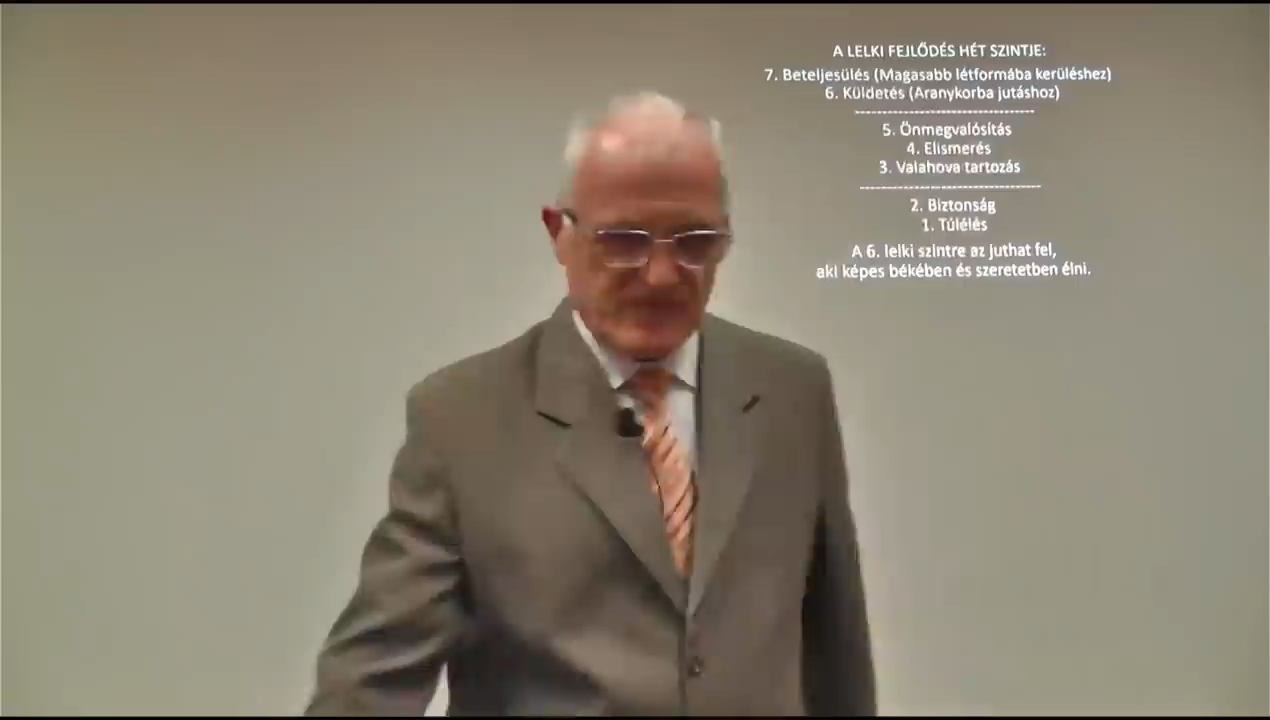 A LELKI FEJLŐDÉS HÉT SZINTJE:
7. Beteljesülés (Magasabb létformába kerüléshez)
6. Küldetés (Aranykorba jutáshoz)
-----------------------------------
5. Önmegvalósítás
4. Elismerés
3. Valahova tartozás
-----------------------------------
2. Biztonság
1. Túlélés
A 6. lelki szintre az juthat fel,
aki képes békében és szeretetben élni.